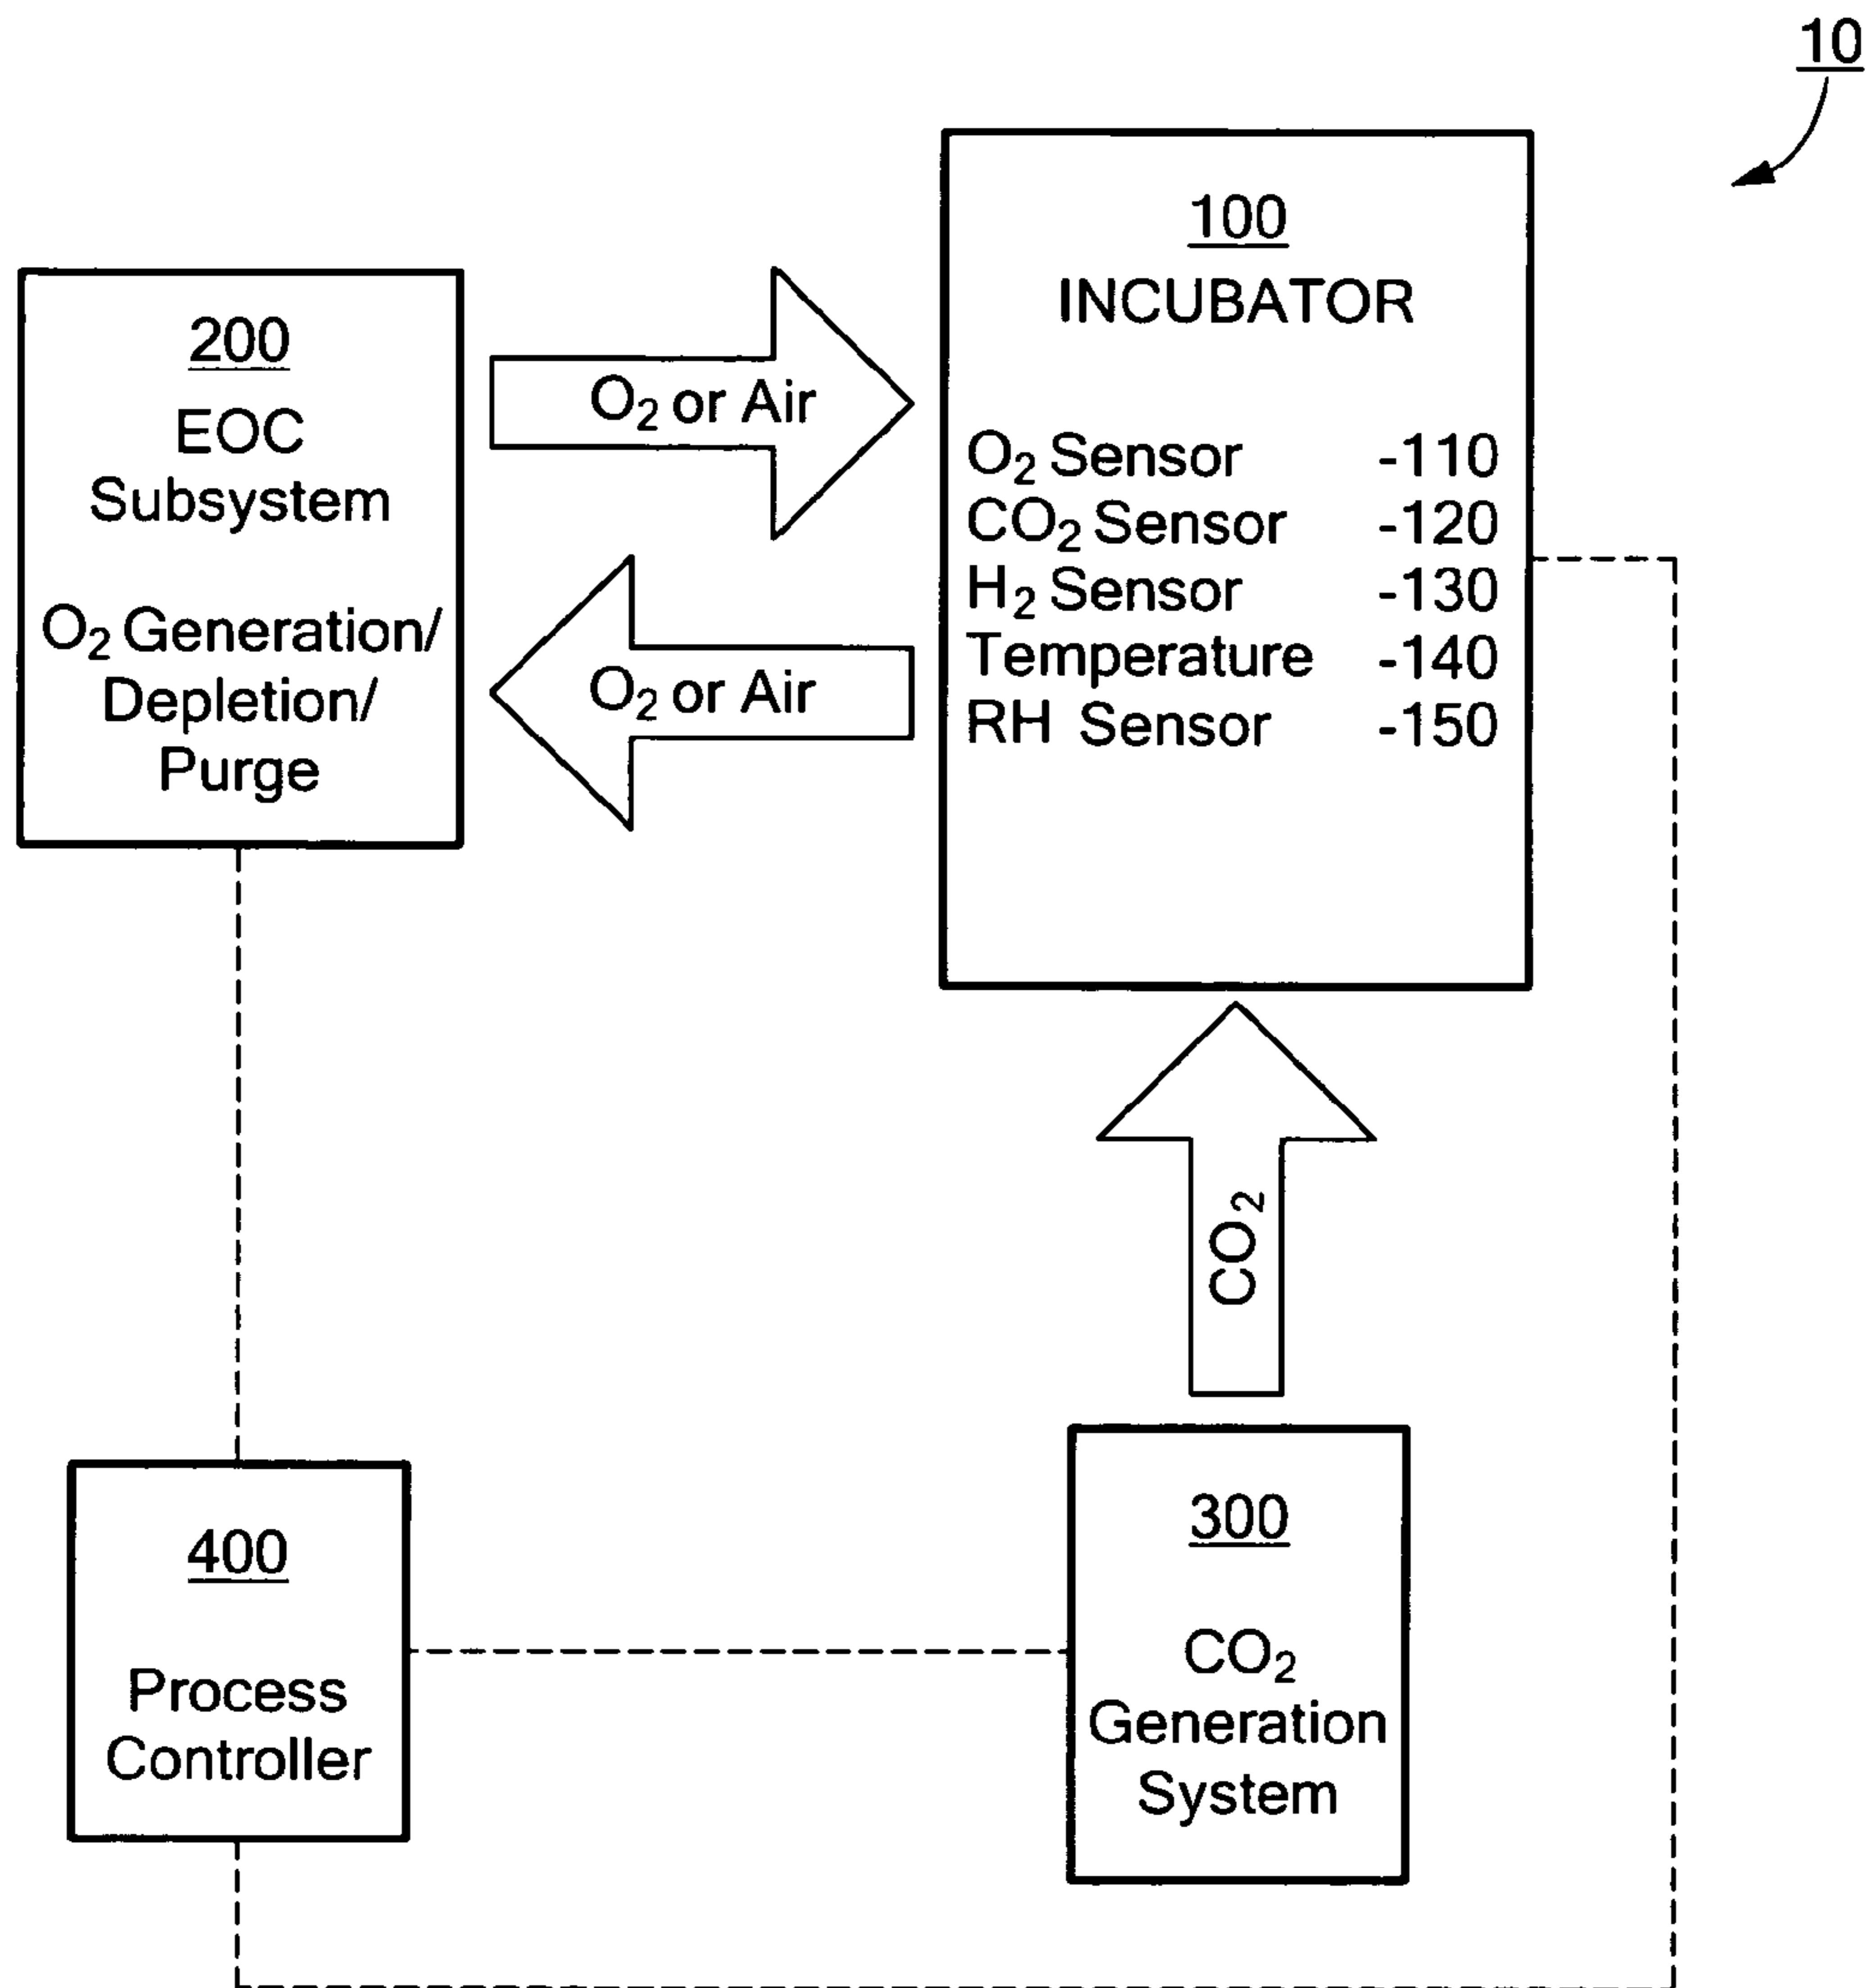 10
100
INCUBATOR
O₂ Sensor -110
CO₂ Sensor -120
H₂ Sensor -130
Temperature -140
RH Sensor -150
200
EOC
Subsystem
O₂ Generation/
Depletion/
Purge
O₂ or Air
O₂ or Air
CO₂
400
Process
Controller
300
CO₂
Generation
System